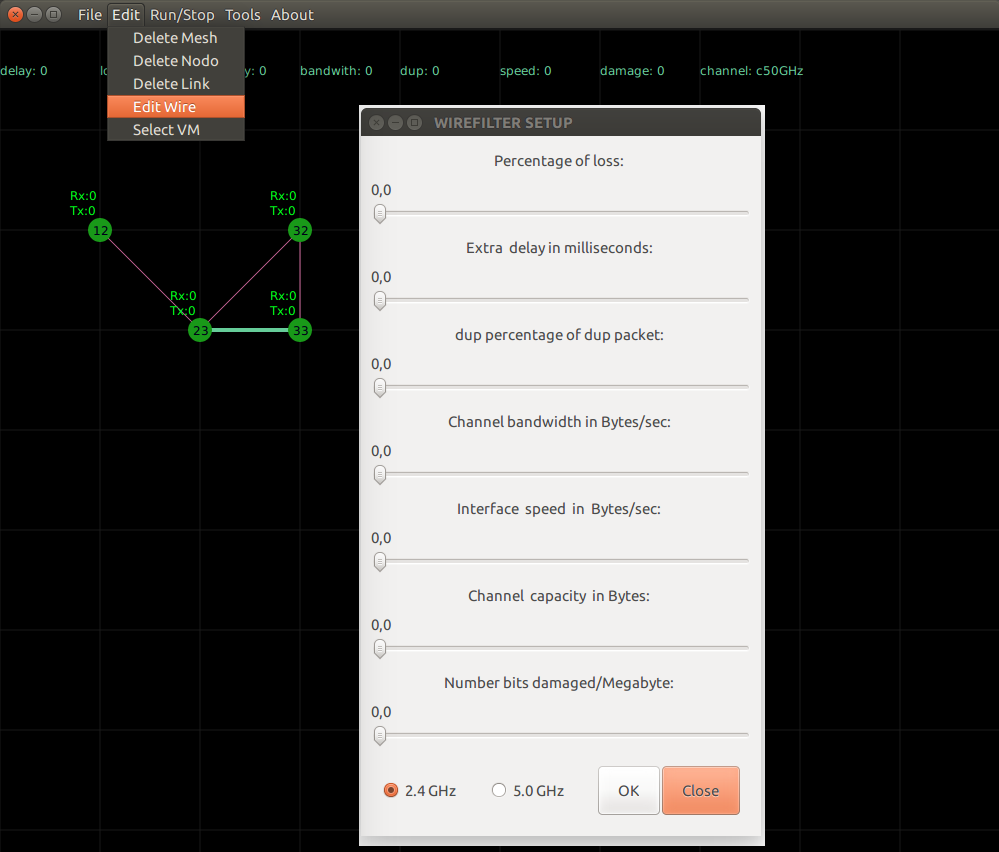 File Edit Run/Stop Tools About
Delete Mesh
Delete Nodo
Delete Link
Edit Wire
Select VM
delay: 0 y: 0 bandwith: 0 dup: 0 speed: 0 damage: 0 channel: c50GHz
Rx:0
Tx:0
12
Rx:0
Tx:0
32
Rx:0
Tx:0
23
Rx:0
Tx:0
33
WIREFILTER SETUP
Percentage of loss:
0,0
Extra delay in milliseconds:
0,0
dup percentage of dup packet:
0,0
Channel bandwidth in Bytes/sec:
0,0
Interface speed in Bytes/sec:
0,0
Channel capacity in Bytes:
0,0
Number bits damaged/Megabyte:
0,0
2.4 GHz 5.0 GHz OK Close